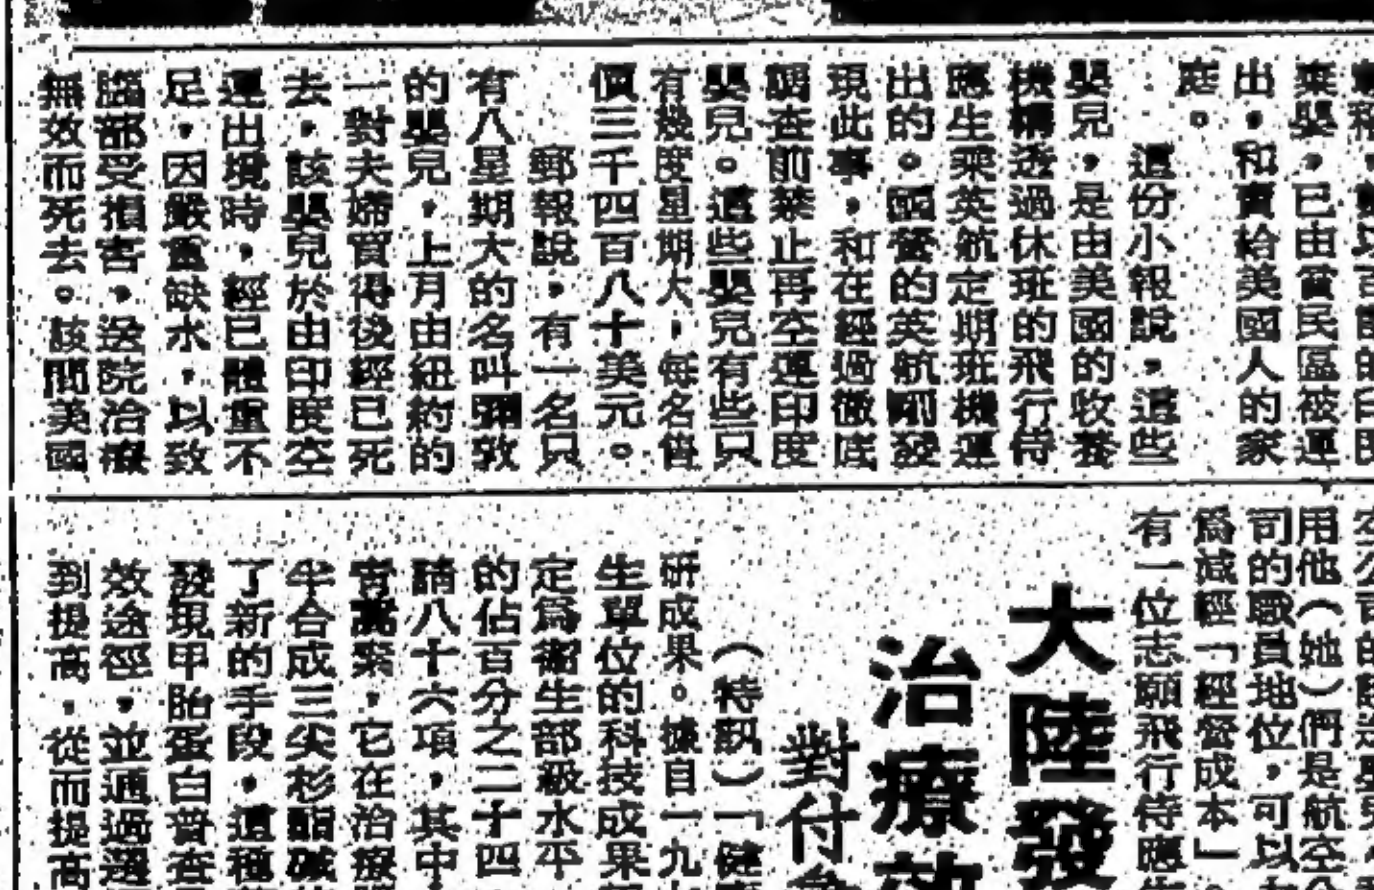 棄嬰，已由貧民區被運
出，和賣給美國人的家
庭。
這份小報說，這些
嬰兒，是由美國的收養
機構透過休班的飛行侍
應生乘英航定期班機運
出的。國營的英航剛發
現此事，和在經過徹底
調查前禁止再空運印度
嬰兒。這些嬰兒有些只
有幾度星期大，每名售
價三千四百八十美元。
郵報說，有一名只
有八星期大的名叫彌敦
的嬰兒，上月由紐約的
一對夫婦買得後經已死
去，該嬰兒於由印度空
運出境時，經已體重不
足，因嚴重缺水，以致
腦部受損害，送院治療
無效而死去。該間美國
用他（她）們是航空公
司的職員地位，可以
為減輕「經營成本」
有一位志願飛行侍應
大陸發
治療
對付
（特訊）「健
研成果。據自一九
生單位的科技成果
定為衛生部級水平
的佔百分之二十四
請八十六項，其中
青蒿素，它在治療
半合成三尖杉酯碱
了新的手段，這種
發現甲胎蛋白普查
效途徑，並通過
到提高，從而提高